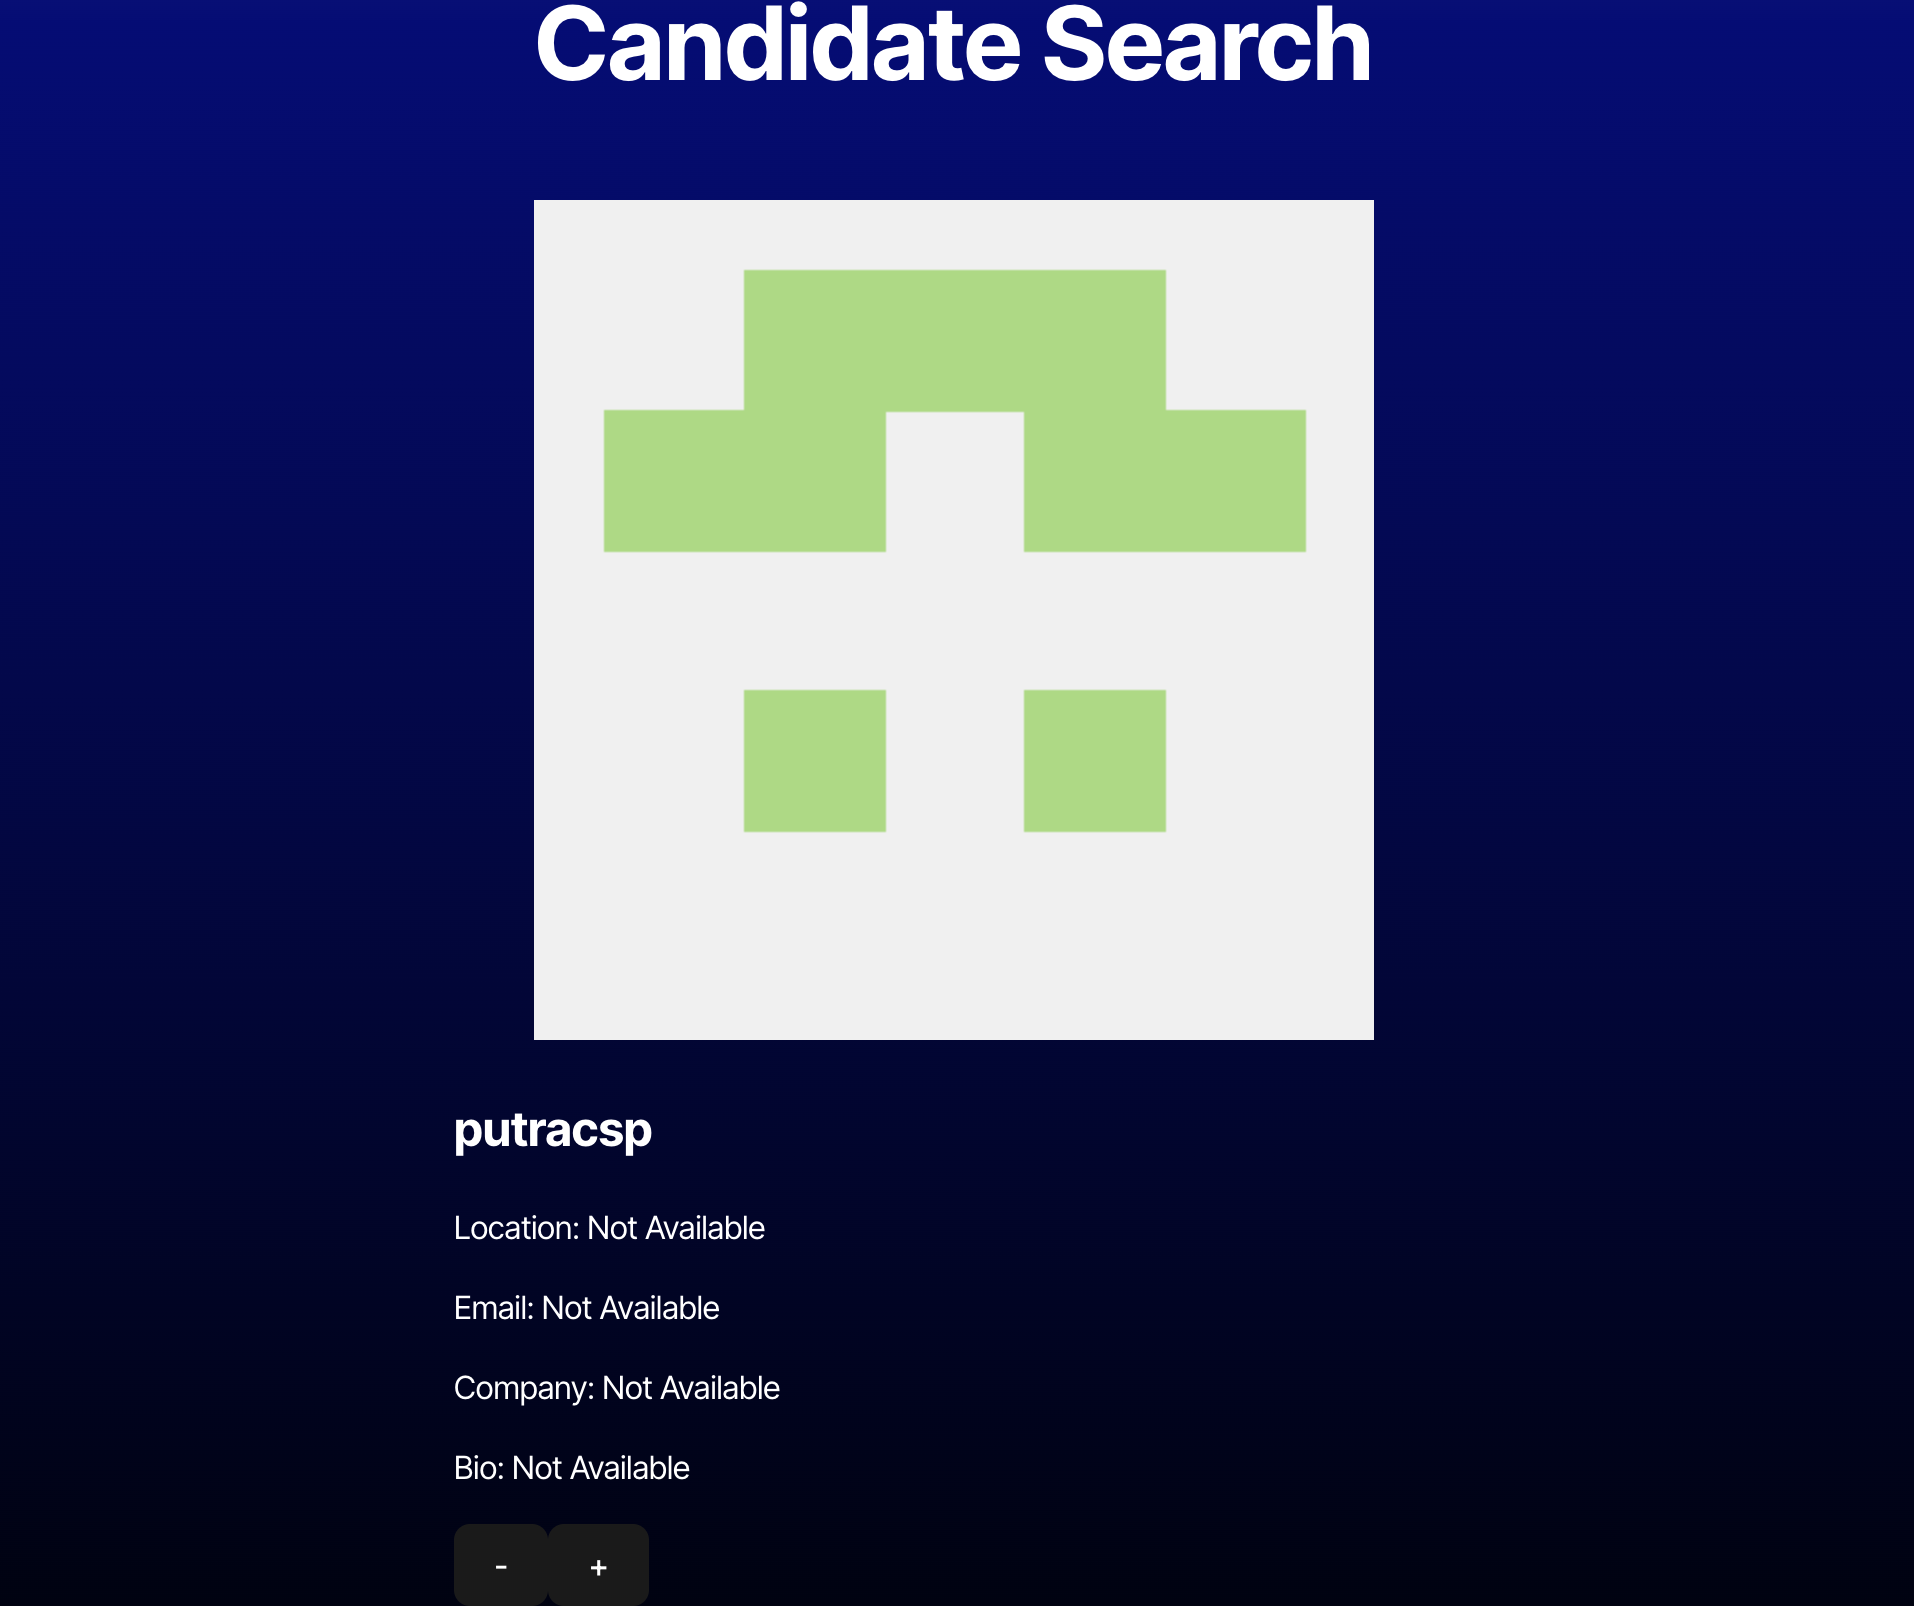 Candidate Search
putracsp
Location: Not Available
Email: Not Available
Company: Not Available
Bio: Not Available
- +